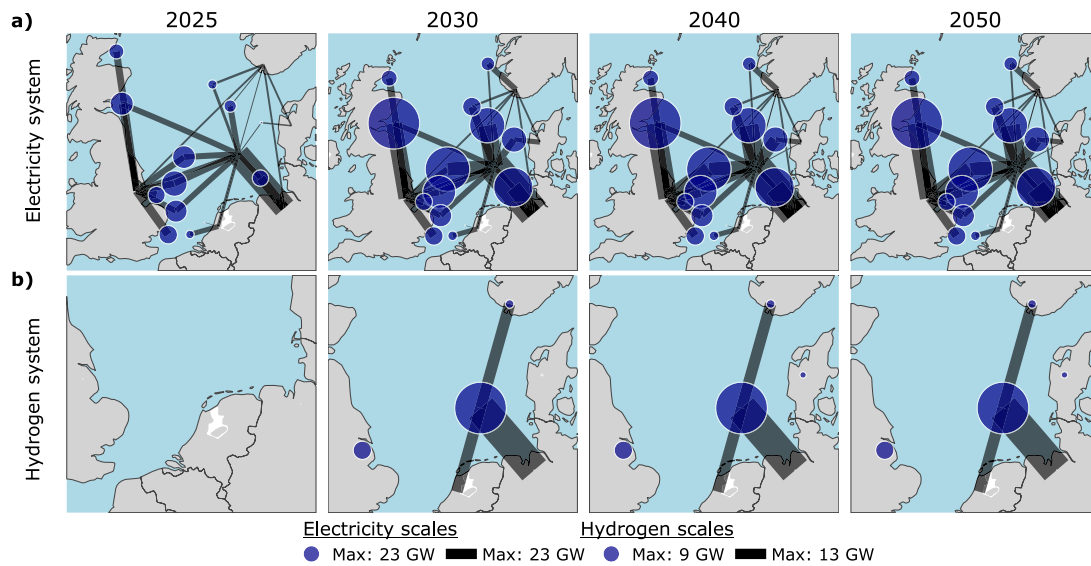 a) 2025 2030 2040 2050
Electricity system
b)
Hydrogen system
Electricity scales Hydrogen scales
Max: 23 GW Max: 23 GW Max: 9 GW Max: 13 GW